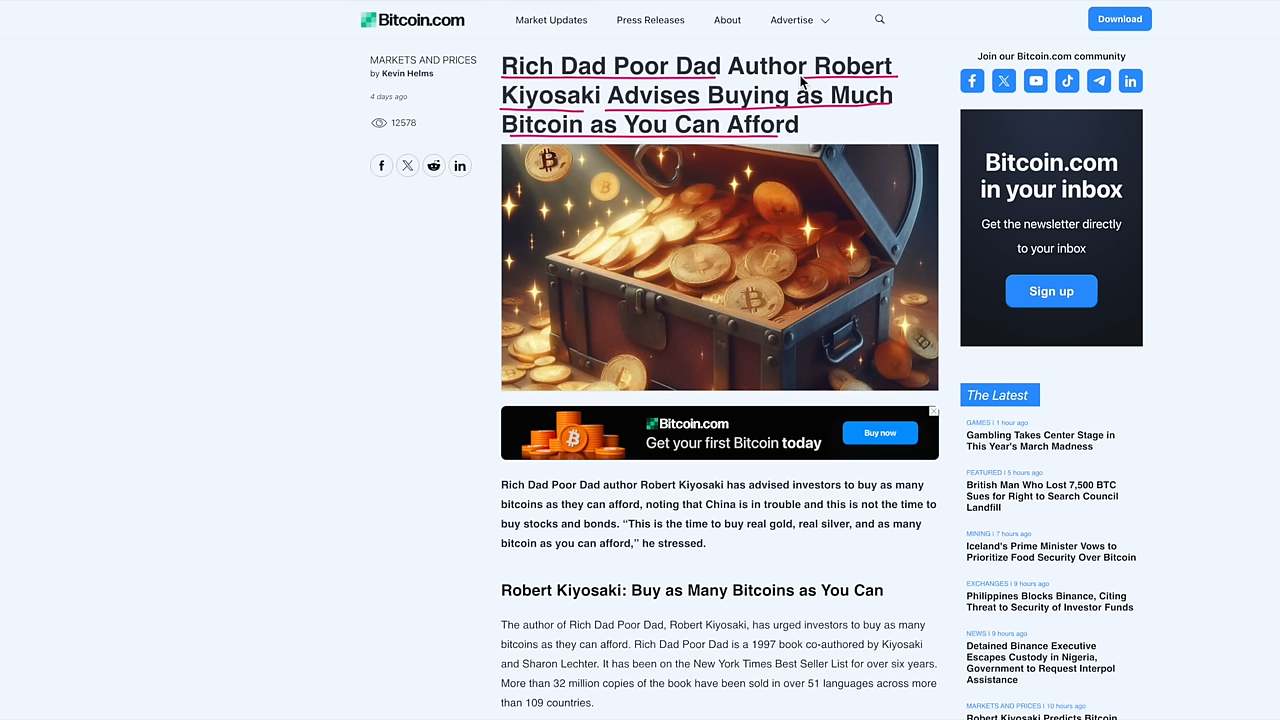 Bitcoin.com
Market Updates
Press Releases
About
Advertise
Download
MARKETS AND PRICES
by Kevin Helms
4 days ago
12578
Rich Dad Poor Dad Author Robert
Kiyosaki Advises Buying as Much
Bitcoin as You Can Afford
Bitcoin.com
Get your first Bitcoin today
Buy now
Rich Dad Poor Dad author Robert Kiyosaki has advised investors to buy as many
bitcoins as they can afford, noting that China is in trouble and this is not the time to
buy stocks and bonds. “This is the time to buy real gold, real silver, and as many
bitcoin as you can afford,” he stressed.
Robert Kiyosaki: Buy as Many Bitcoins as You Can
The author of Rich Dad Poor Dad, Robert Kiyosaki, has urged investors to buy as many
bitcoins as they can afford. Rich Dad Poor Dad is a 1997 book co-authored by Kiyosaki
and Sharon Lechter. It has been on the New York Times Best Seller List for over six years.
More than 32 million copies of the book have been sold in over 51 languages across more
than 109 countries.
Join our Bitcoin.com community
Bitcoin.com
in your inbox
Get the newsletter directly
to your inbox
Sign up
The Latest
GAMES | 1 hour ago
Gambling Takes Center Stage in
This Year's March Madness
FEATURED | 5 hours ago
British Man Who Lost 7,500 BTC
Sues for Right to Search Council
Landfill
MINING | 7 hours ago
Iceland's Prime Minister Vows to
Prioritize Food Security Over Bitcoin
EXCHANGES | 9 hours ago
Philippines Blocks Binance, Citing
Threat to Security of Investor Funds
NEWS | 9 hours ago
Detained Binance Executive
Escapes Custody in Nigeria,
Government to Request Interpol
Assistance
MARKETS AND PRICES | 10 hours ago
Robert Kiyosaki Predicts Bitcoin